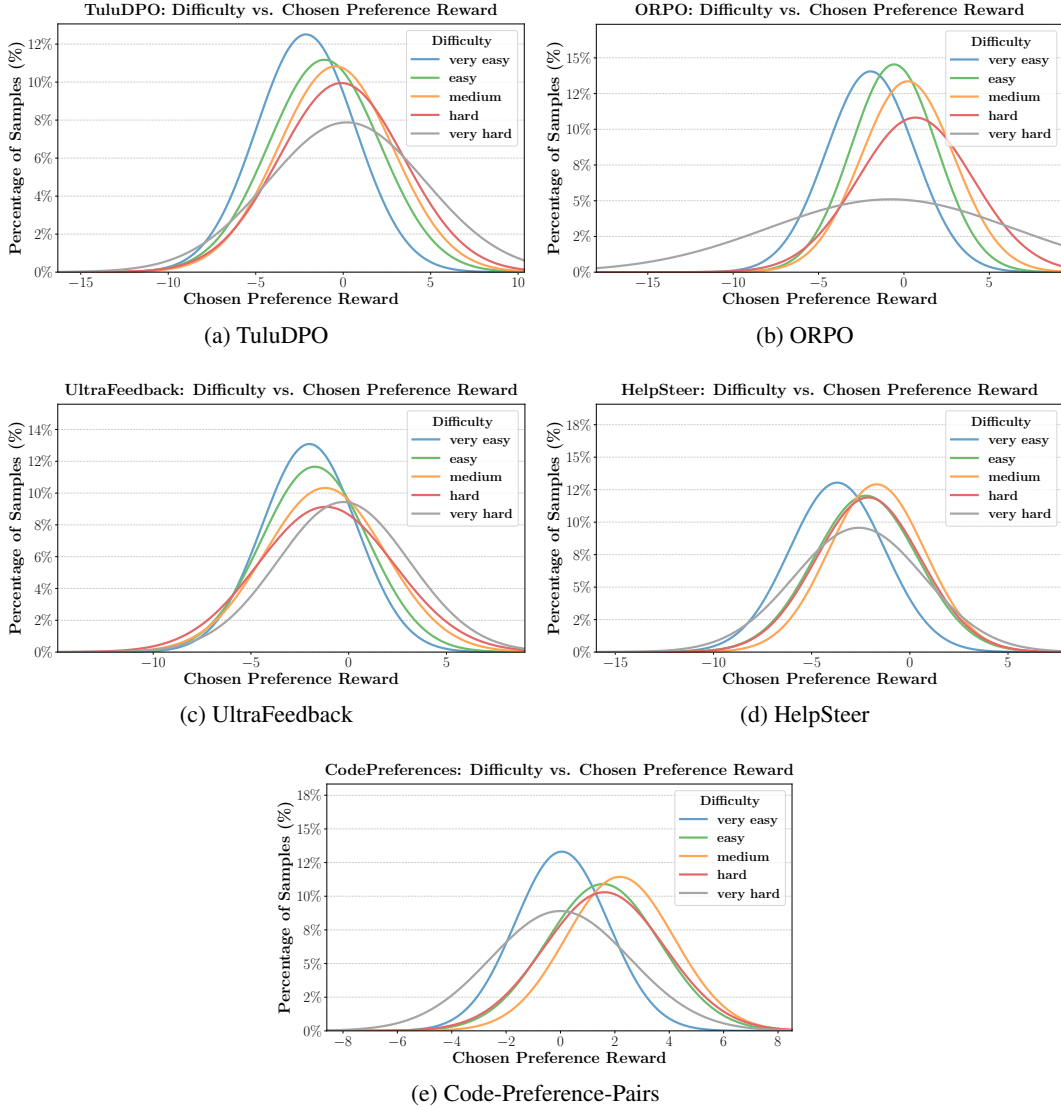 TuluDPO: Difficulty vs. Chosen Preference Reward
Percentage of Samples (%)
12%
10%
8%
6%
4%
2%
0%
Difficulty
very easy
easy
medium
hard
very hard
−15 −10 −5 0 5 10
Chosen Preference Reward
(a) TuluDPO
ORPO: Difficulty vs. Chosen Preference Reward
Percentage of Samples (%)
15%
12%
10%
8%
5%
2%
0%
Difficulty
very easy
easy
medium
hard
very hard
−15 −10 −5 0 5
Chosen Preference Reward
(b) ORPO
UltraFeedback: Difficulty vs. Chosen Preference Reward
Percentage of Samples (%)
14%
12%
10%
8%
6%
4%
2%
0%
Difficulty
very easy
easy
medium
hard
very hard
−10 −5 0 5
Chosen Preference Reward
(c) UltraFeedback
HelpSteer: Difficulty vs. Chosen Preference Reward
Percentage of Samples (%)
18%
15%
12%
10%
8%
5%
2%
0%
Difficulty
very easy
easy
medium
hard
very hard
−15 −10 −5 0 5
Chosen Preference Reward
(d) HelpSteer
CodePreferences: Difficulty vs. Chosen Preference Reward
Percentage of Samples (%)
18%
15%
12%
10%
8%
5%
2%
0%
Difficulty
very easy
easy
medium
hard
very hard
−8 −6 −4 −2 0 2 4 6 8
Chosen Preference Reward
(e) Code-Preference-Pairs